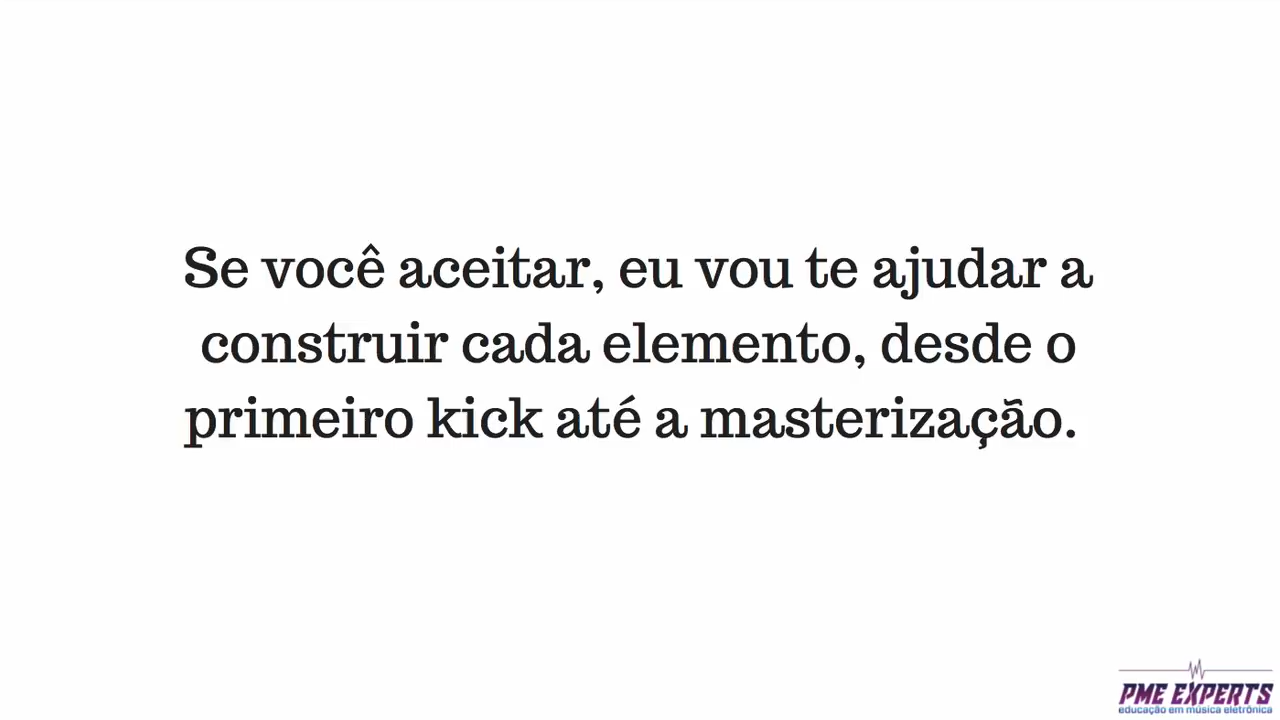 Se você aceitar, eu vou te ajudar a
construir cada elemento, desde o
primeiro kick até a masterização.
PME EXPERTS
educação em música eletrônica